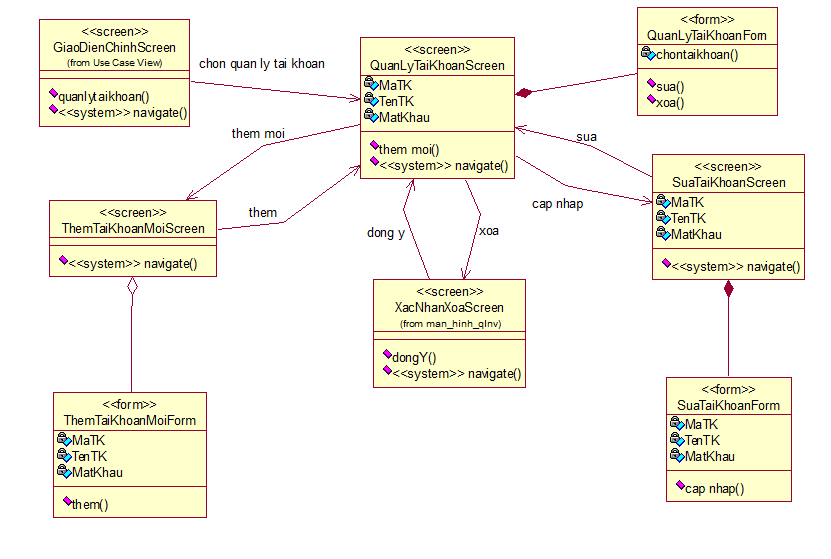 <<screen>>
GiaoDienChinhScreen
(from Use Case View)
quanlytaikhoan()
<<system>> navigate()
chon quan ly tai khoan
<<screen>>
QuanLyTaiKhoanScreen
MaTK
TenTK
MatKhau
them moi()
<<system>> navigate()
<<form>>
QuanLyTaiKhoanForn
chontaikhoan()
sua()
xoa()
them moi
them
sua
cap nhap
dong y
xoa
<<screen>>
ThemTaiKhoanMoiScreen
<<system>> navigate()
<<screen>>
SuaTaiKhoanScreen
MaTK
TenTK
MatKhau
<<system>> navigate()
<<screen>>
XacNhanXoaScreen
(from man_hinh_qlnv)
dongY()
<<system>> navigate()
<<form>>
ThemTaiKhoanMoiForm
MaTK
TenTK
MatKhau
them()
<<form>>
SuaTaiKhoanForm
MaTK
TenTK
MatKhau
cap nhap()